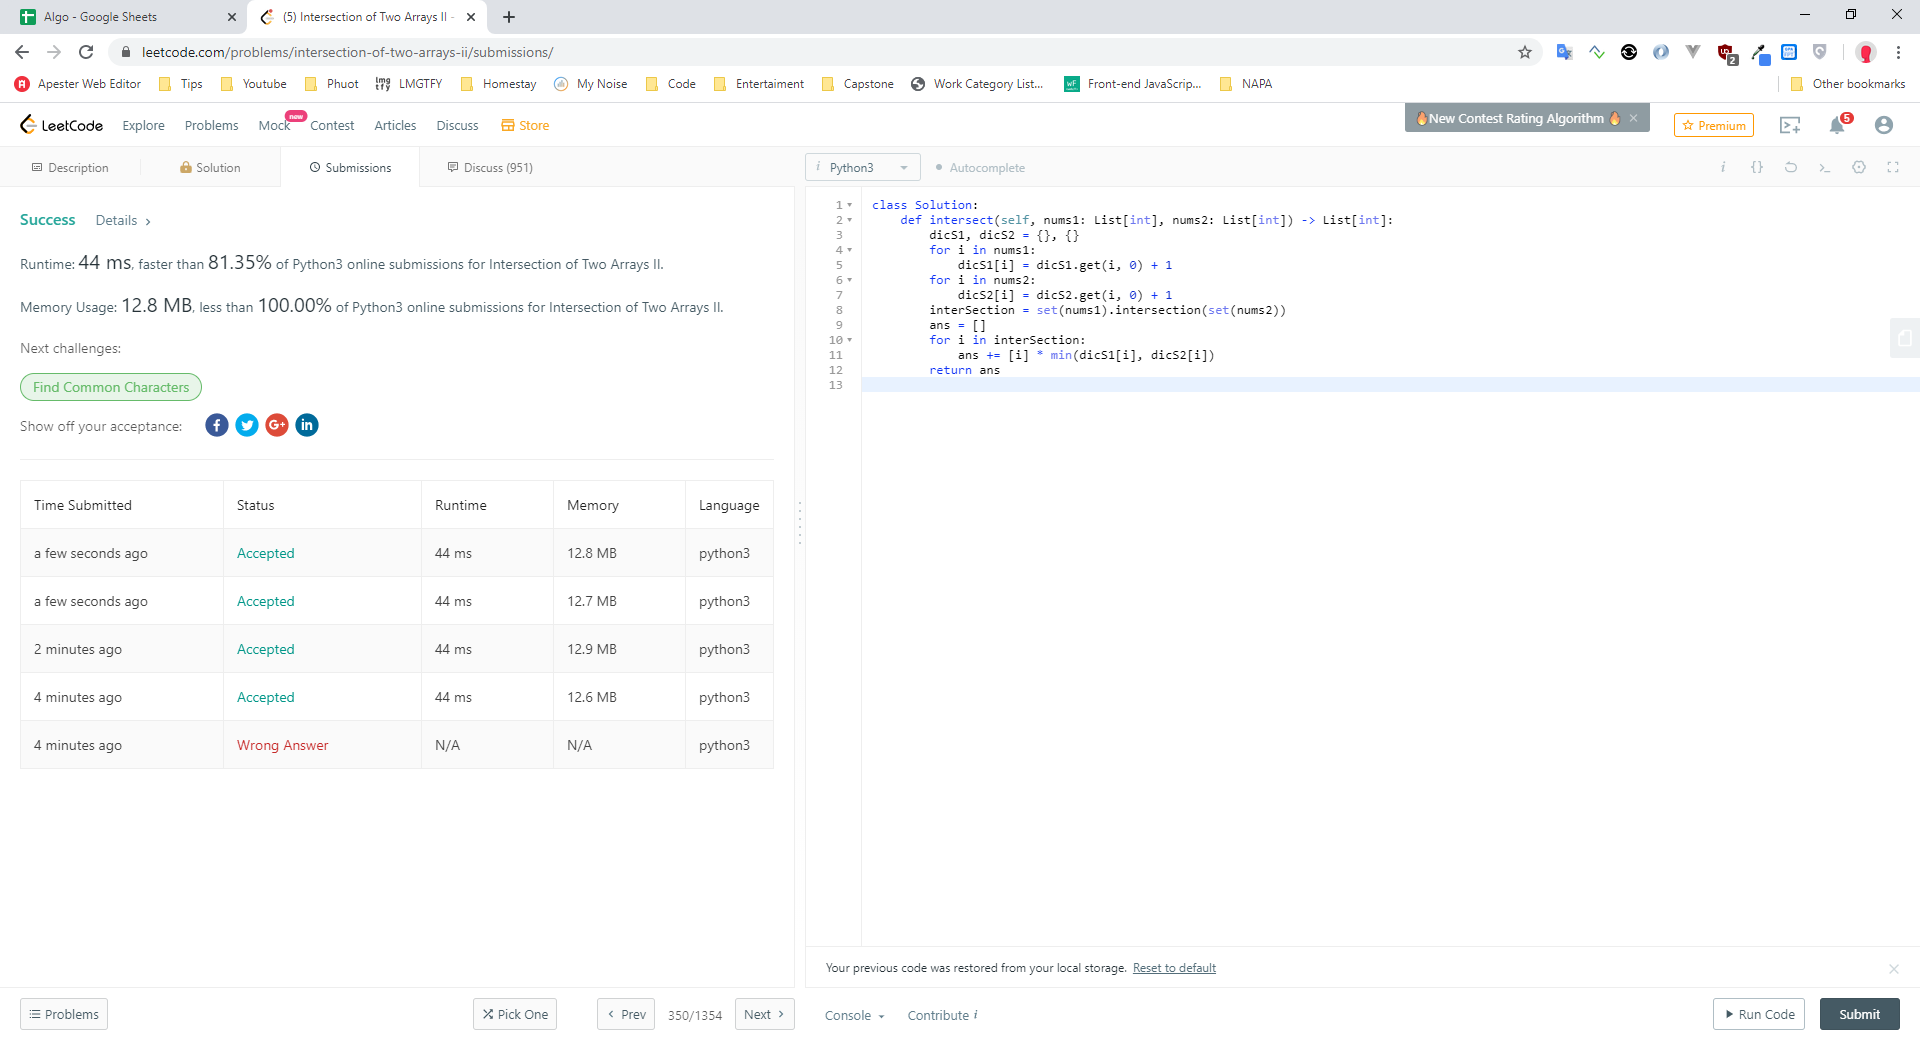 Algo - Google Sheets
(5) Intersection of Two Arrays II -
leetcode.com/problems/intersection-of-two-arrays-ii/submissions/
2
Apester Web Editor Tips Youtube Phuot LMGTFY Homestay My Noise Code Entertaiment Capstone Work Category List... Front-end JavaScrip... NAPA Other bookmarks
LeetCode Explore Problems Mock new Contest Articles Discuss Store
🔥New Contest Rating Algorithm 🔥
Premium
5
Description Solution Submissions Discuss (951)
i Python3 Autocomplete
Success Details >
Runtime: 44 ms, faster than 81.35% of Python3 online submissions for Intersection of Two Arrays II.
Memory Usage: 12.8 MB, less than 100.00% of Python3 online submissions for Intersection of Two Arrays II.
Next challenges:
Find Common Characters
Show off your acceptance:
Time Submitted Status Runtime Memory Language
a few seconds ago Accepted 44 ms 12.8 MB python3
a few seconds ago Accepted 44 ms 12.7 MB python3
2 minutes ago Accepted 44 ms 12.9 MB python3
4 minutes ago Accepted 44 ms 12.6 MB python3
4 minutes ago Wrong Answer N/A N/A python3
1 class Solution:
2     def intersect(self, nums1: List[int], nums2: List[int]) -> List[int]:
3         dicS1, dicS2 = {}, {}
4         for i in nums1:
5             dicS1[i] = dicS1.get(i, 0) + 1
6         for i in nums2:
7             dicS2[i] = dicS2.get(i, 0) + 1
8         interSection = set(nums1).intersection(set(nums2))
9         ans = []
10         for i in interSection:
11             ans += [i] * min(dicS1[i], dicS2[i])
12         return ans
13
Your previous code was restored from your local storage. Reset to default
Problems Pick One < Prev 350/1354 Next > Console Contribute i Run Code Submit